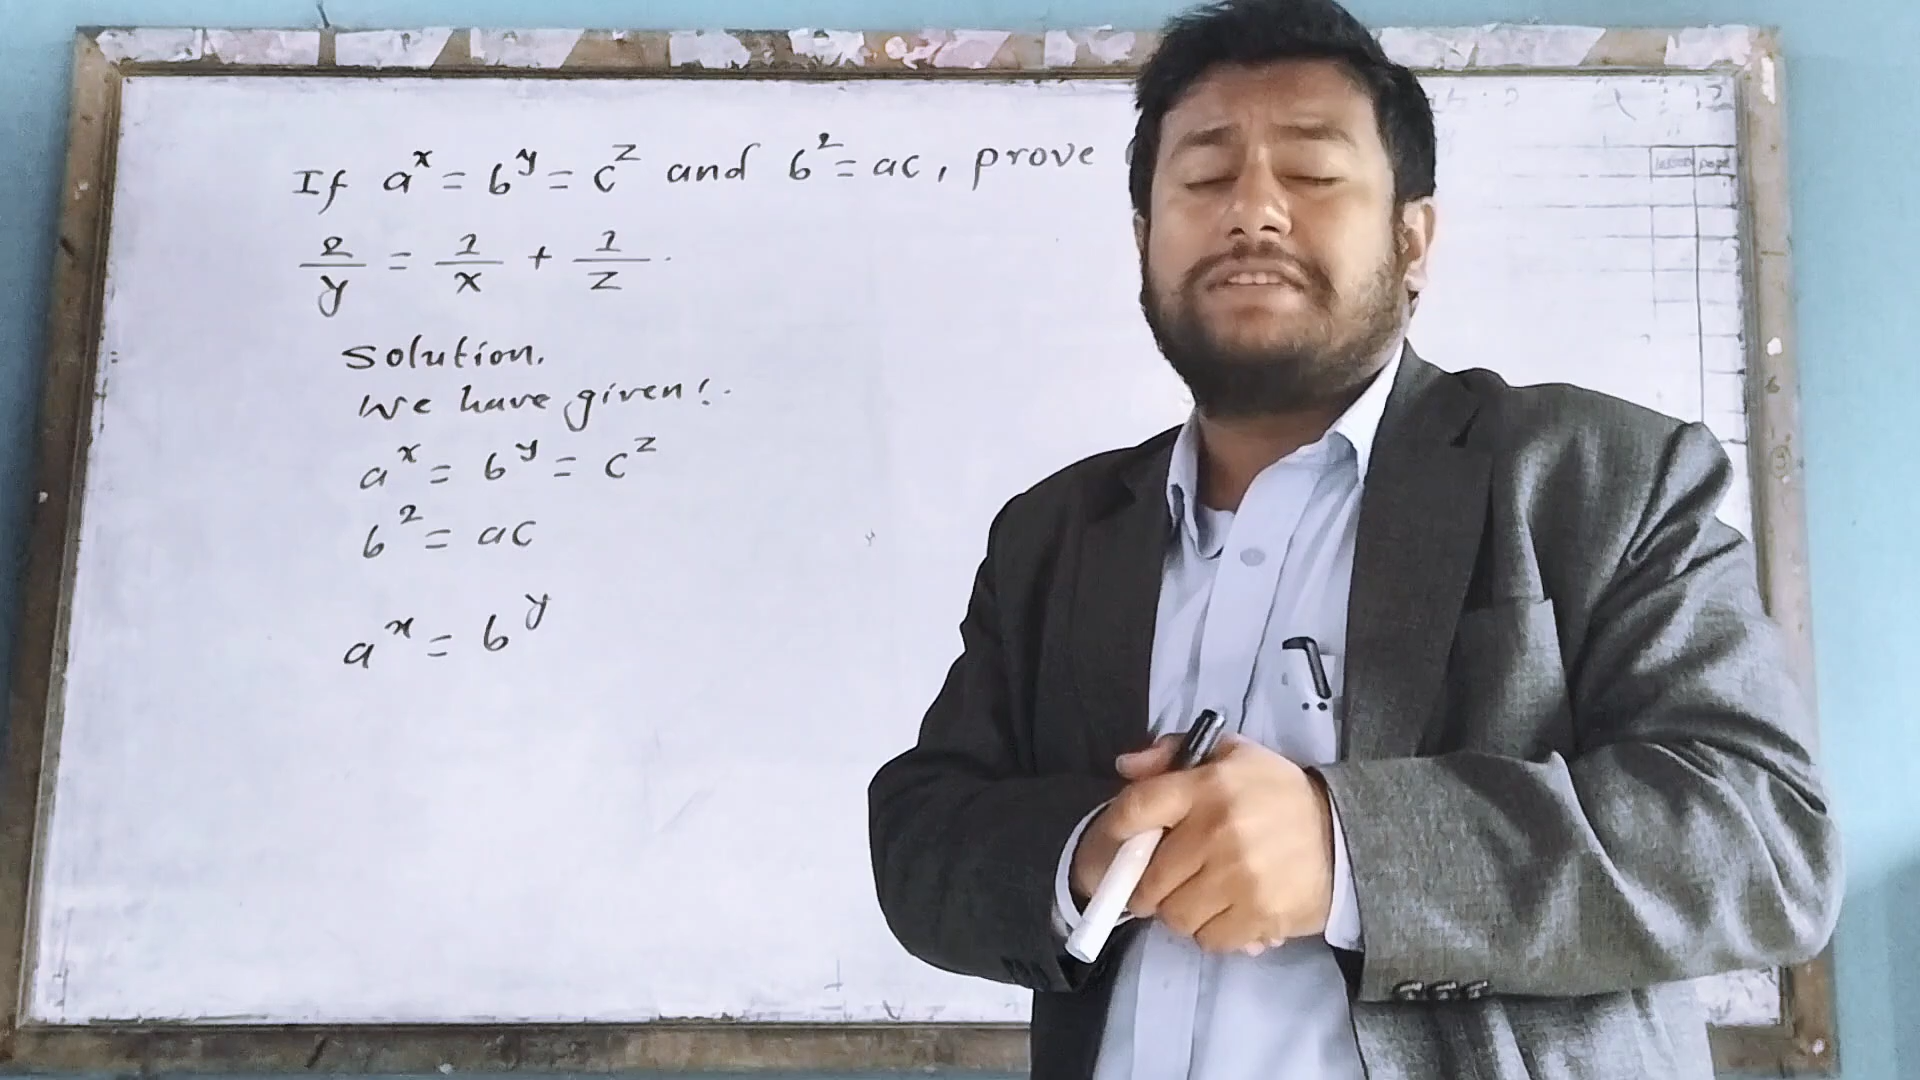 If a^x = b^y = c^z and b^2 = ac, prove
2/y = 1/x + 1/z.
Solution.
We have given:
a^x = b^y = c^z
b^2 = ac
a^x = b^y